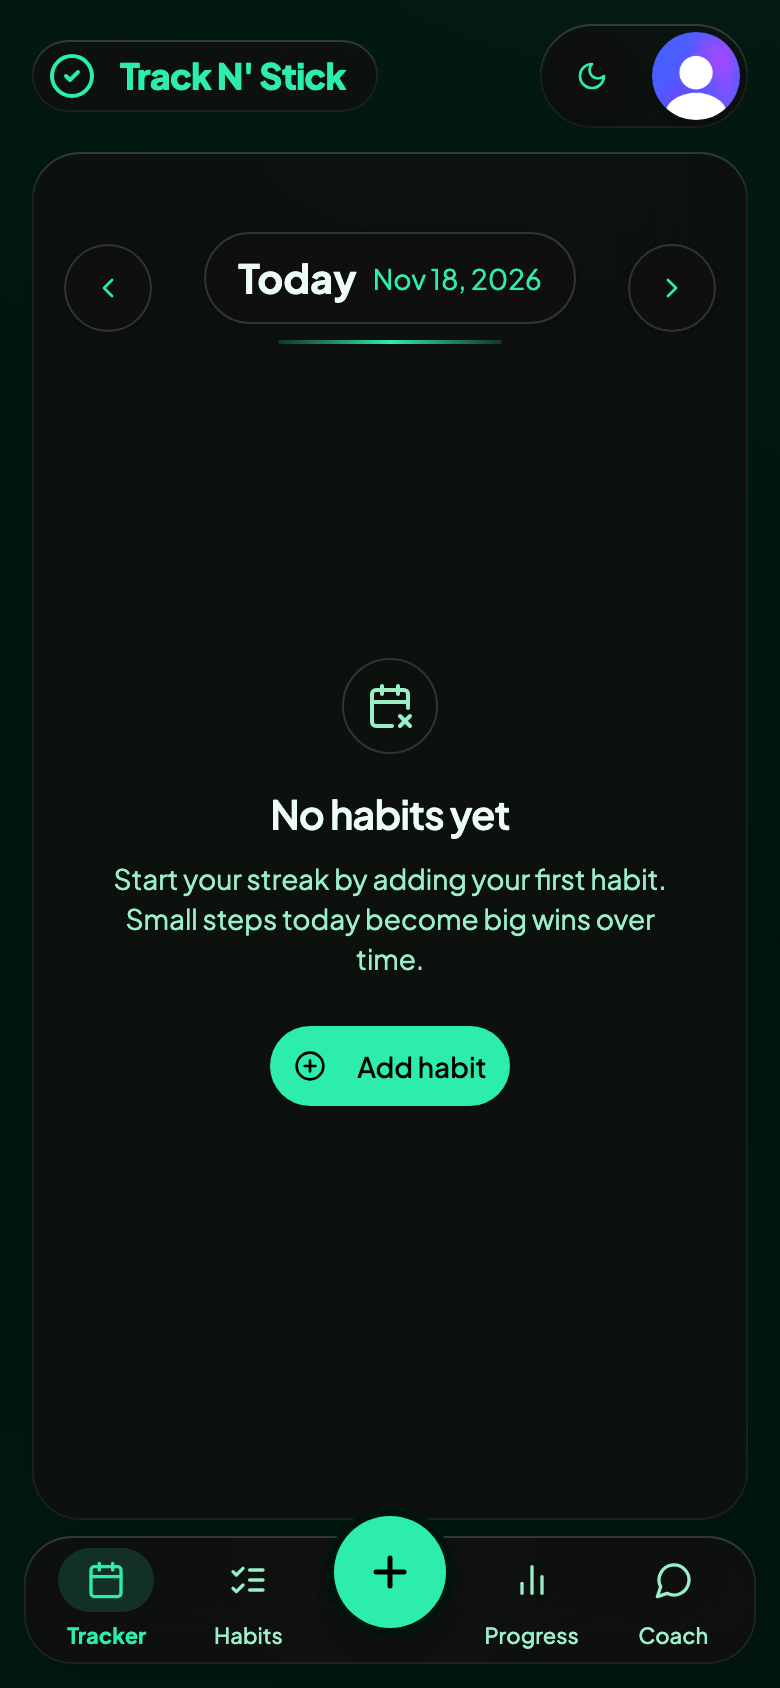 Track N' Stick
Today Nov 18, 2026
No habits yet
Start your streak by adding your first habit.
Small steps today become big wins over
time.
Add habit
Tracker
Habits
Progress
Coach